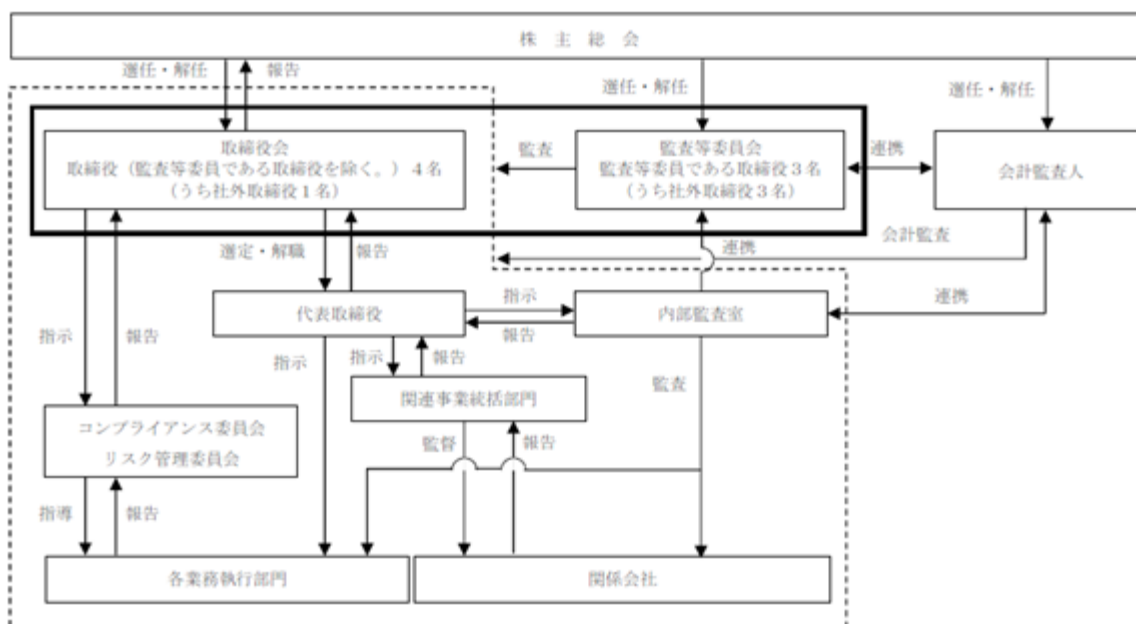 株 主 総 会
選任・解任
報告
選任・解任
選任・解任
取締役会
取締役（監査等委員である取締役を除く。）４名
（うち社外取締役１名）
監査
監査等委員会
監査等委員である取締役３名
（うち社外取締役３名）
連携
会計監査人
選定・解職
報告
連携
会計監査
代表取締役
指示
報告
内部監査室
連携
指示
報告
指示
指示
報告
監査
関連事業統括部門
コンプライアンス委員会
リスク管理委員会
監督
報告
指導
報告
各業務執行部門
関係会社